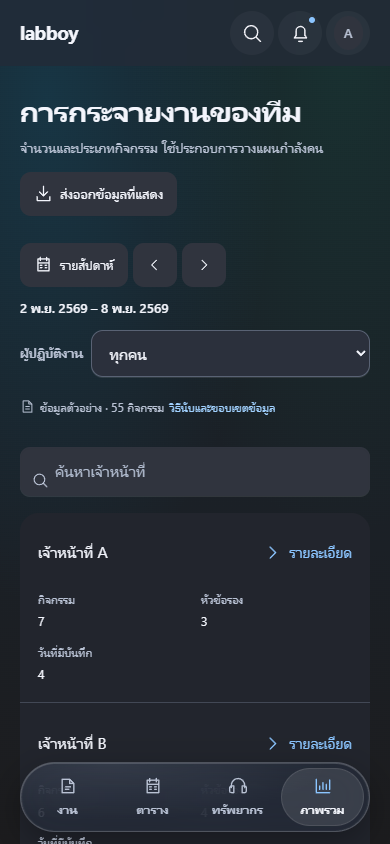 labboy
A
การกระจายงานของทีม
จำนวนและประเภทกิจกรรม ใช้ประกอบการวางแผนกำลังคน
ส่งออกข้อมูลที่แสดง
รายสัปดาห์
2 พ.ย. 2569 – 8 พ.ย. 2569
ผู้ปฏิบัติงาน
ทุกคน
ข้อมูลตัวอย่าง · 55 กิจกรรม วิธีนับและขอบเขตข้อมูล
ค้นหาเจ้าหน้าที่
เจ้าหน้าที่ A
รายละเอียด
กิจกรรม
หัวข้อรอง
7
3
วันที่มีบันทึก
4
เจ้าหน้าที่ B
รายละเอียด
งาน
ตาราง
ทรัพยากร
ภาพรวม
วันที่มีบันทึก